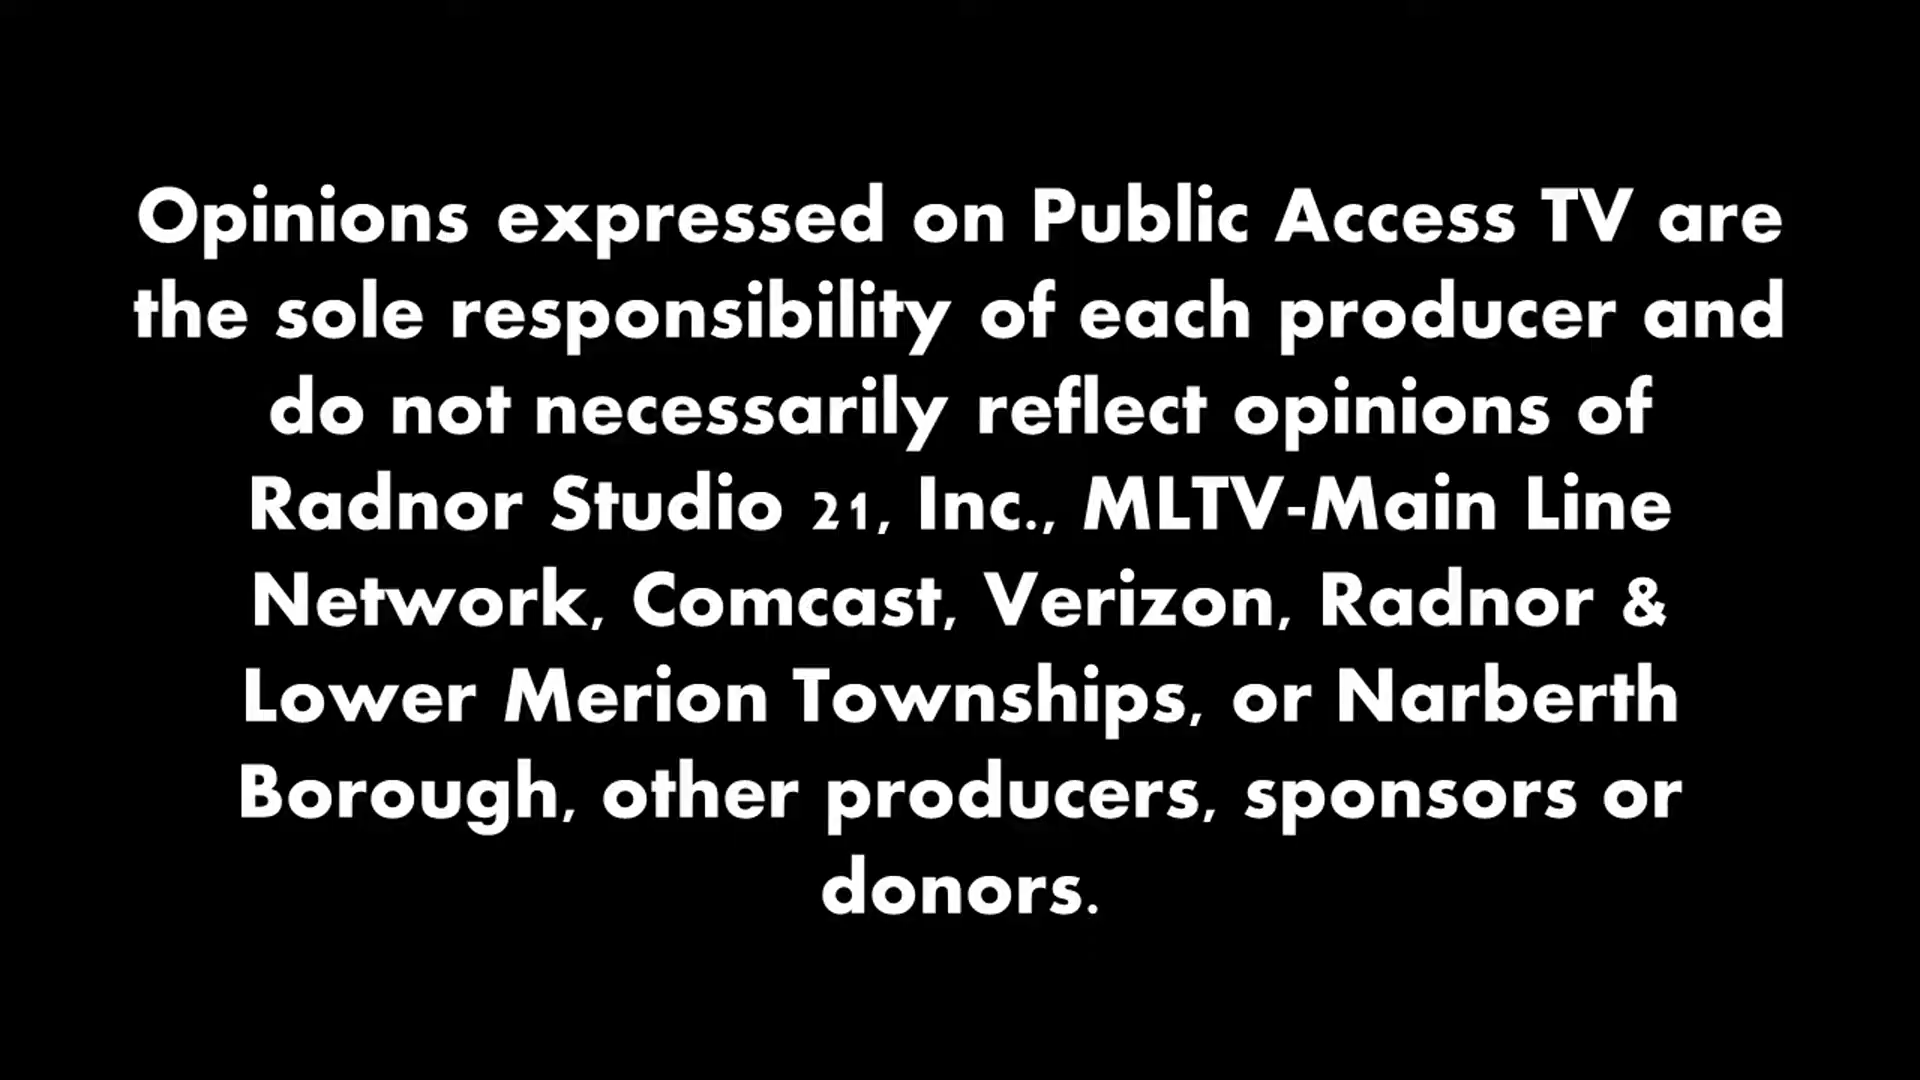 Opinions expressed on Public Access TV are
the sole responsibility of each producer and
do not necessarily reflect opinions of
Radnor Studio 21, Inc., MLTV-Main Line
Network, Comcast, Verizon, Radnor &
Lower Merion Townships, or Narberth
Borough, other producers, sponsors or
donors.